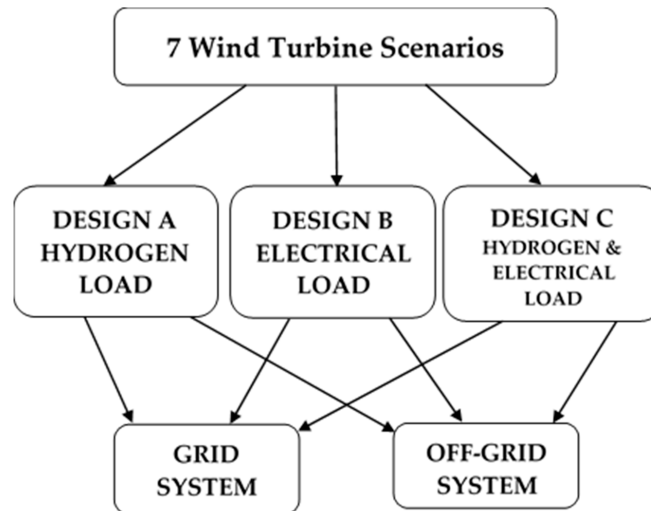 7 Wind Turbine Scenarios
DESIGN A
HYDROGEN
LOAD
DESIGN B
ELECTRICAL
LOAD
DESIGN C
HYDROGEN &
ELECTRICAL
LOAD
GRID
SYSTEM
OFF-GRID
SYSTEM